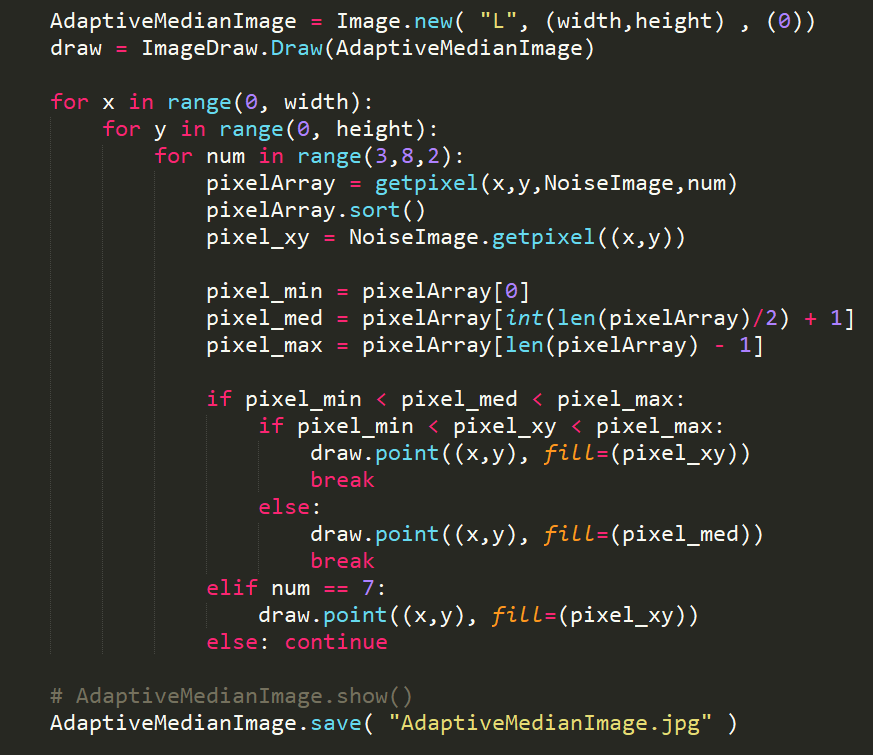 AdaptiveMedianImage = Image.new( "L", (width,height) , (0))
draw = ImageDraw.Draw(AdaptiveMedianImage)

for x in range(0, width):
    for y in range(0, height):
        for num in range(3,8,2):
            pixelArray = getpixel(x,y,NoiseImage,num)
            pixelArray.sort()
            pixel_xy = NoiseImage.getpixel((x,y))

            pixel_min = pixelArray[0]
            pixel_med = pixelArray[int(len(pixelArray)/2) + 1]
            pixel_max = pixelArray[len(pixelArray) - 1]

            if pixel_min < pixel_med < pixel_max:
                if pixel_min < pixel_xy < pixel_max:
                    draw.point((x,y), fill=(pixel_xy))
                    break
                else:
                    draw.point((x,y), fill=(pixel_med))
                    break
            elif num == 7:
                draw.point((x,y), fill=(pixel_xy))
            else: continue

# AdaptiveMedianImage.show()
AdaptiveMedianImage.save( "AdaptiveMedianImage.jpg" )